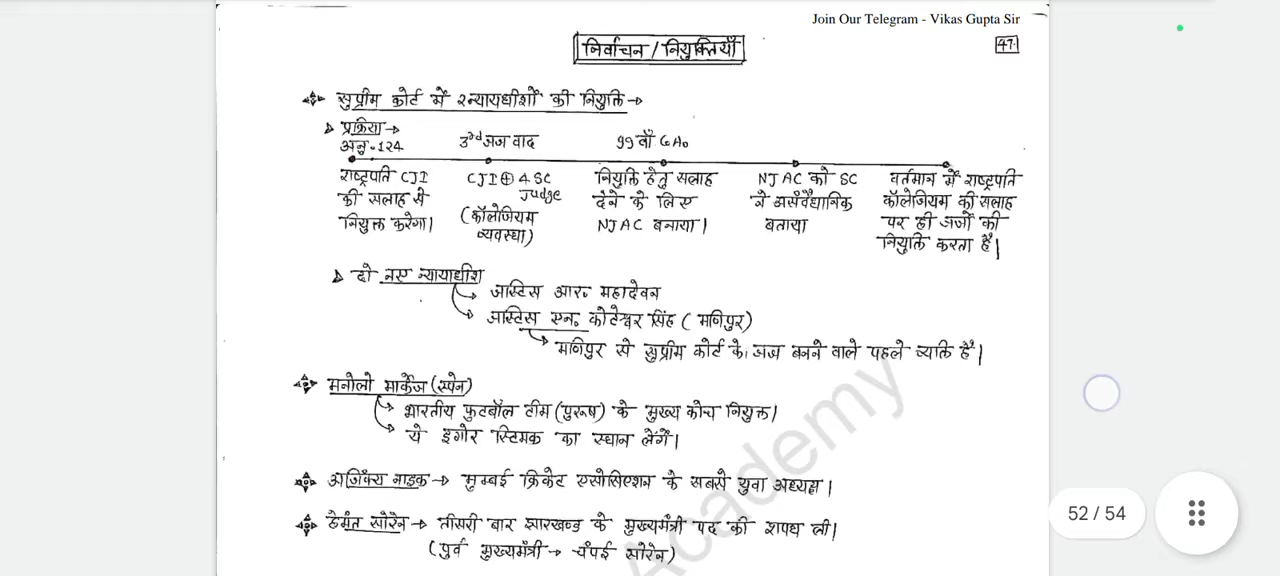 Join Our Telegram - Vikas Gupta Sir
निर्वाचन / नियुक्तियाँ
47
सुप्रीम कोर्ट में 2 न्यायधीशों की नियुक्ति →
प्रक्रिया→
अनु॰-124
3rd जज वाद
99 वाँ CA॰
राष्ट्रपति CJI
की सलाह से
नियुक्त करेगा।
CJI ⊕ 4 SC
Judge
(कॉलेजियम
व्यवस्था)
नियुक्ति हेतु सलाह
देने के लिए
NJAC बनाया।
NJAC को SC
ने असंवैधानिक
बताया
वर्तमान में राष्ट्रपति
कॉलेजियम की सलाह
पर ही जजों की
नियुक्ति करता है।
दो नए न्यायाधीश
जास्टिस आर॰ महादेवन
जास्टिस एन॰ कोटेश्वर सिंह (मणिपुर)
मणिपुर से सुप्रीम कोर्ट के जज बनने वाले पहले व्यक्ति हैं।
मनोलो मार्केज (स्पेन)
भारतीय फुटबॉल टीम (पुरूष) के मुख्य कोच नियुक्त।
ये इगोर स्टिमक का स्थान लेंगें।
अजिंक्य नाइक → मुम्बई क्रिकेट एसोसिएशन के सबसे युवा अध्यक्ष।
हेमंत सोरेन → तीसरी बार झारखण्ड के मुख्यमंत्री पद की शपथ ली।
(पुर्व मुख्यमंत्री → चंपई सोरेन)
Academy
52 / 54